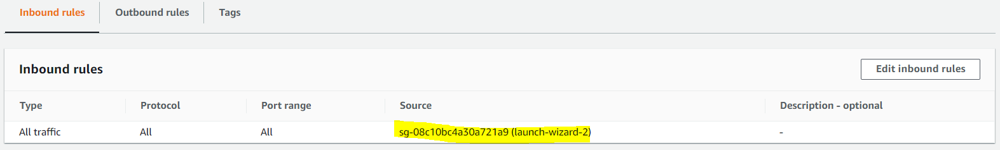 Inbound rules Outbound rules Tags
Inbound rules Edit inbound rules
Type Protocol Port range Source Description - optional
All traffic All All sg-08c10bc4a30a721a9 (launch-wizard-2) -